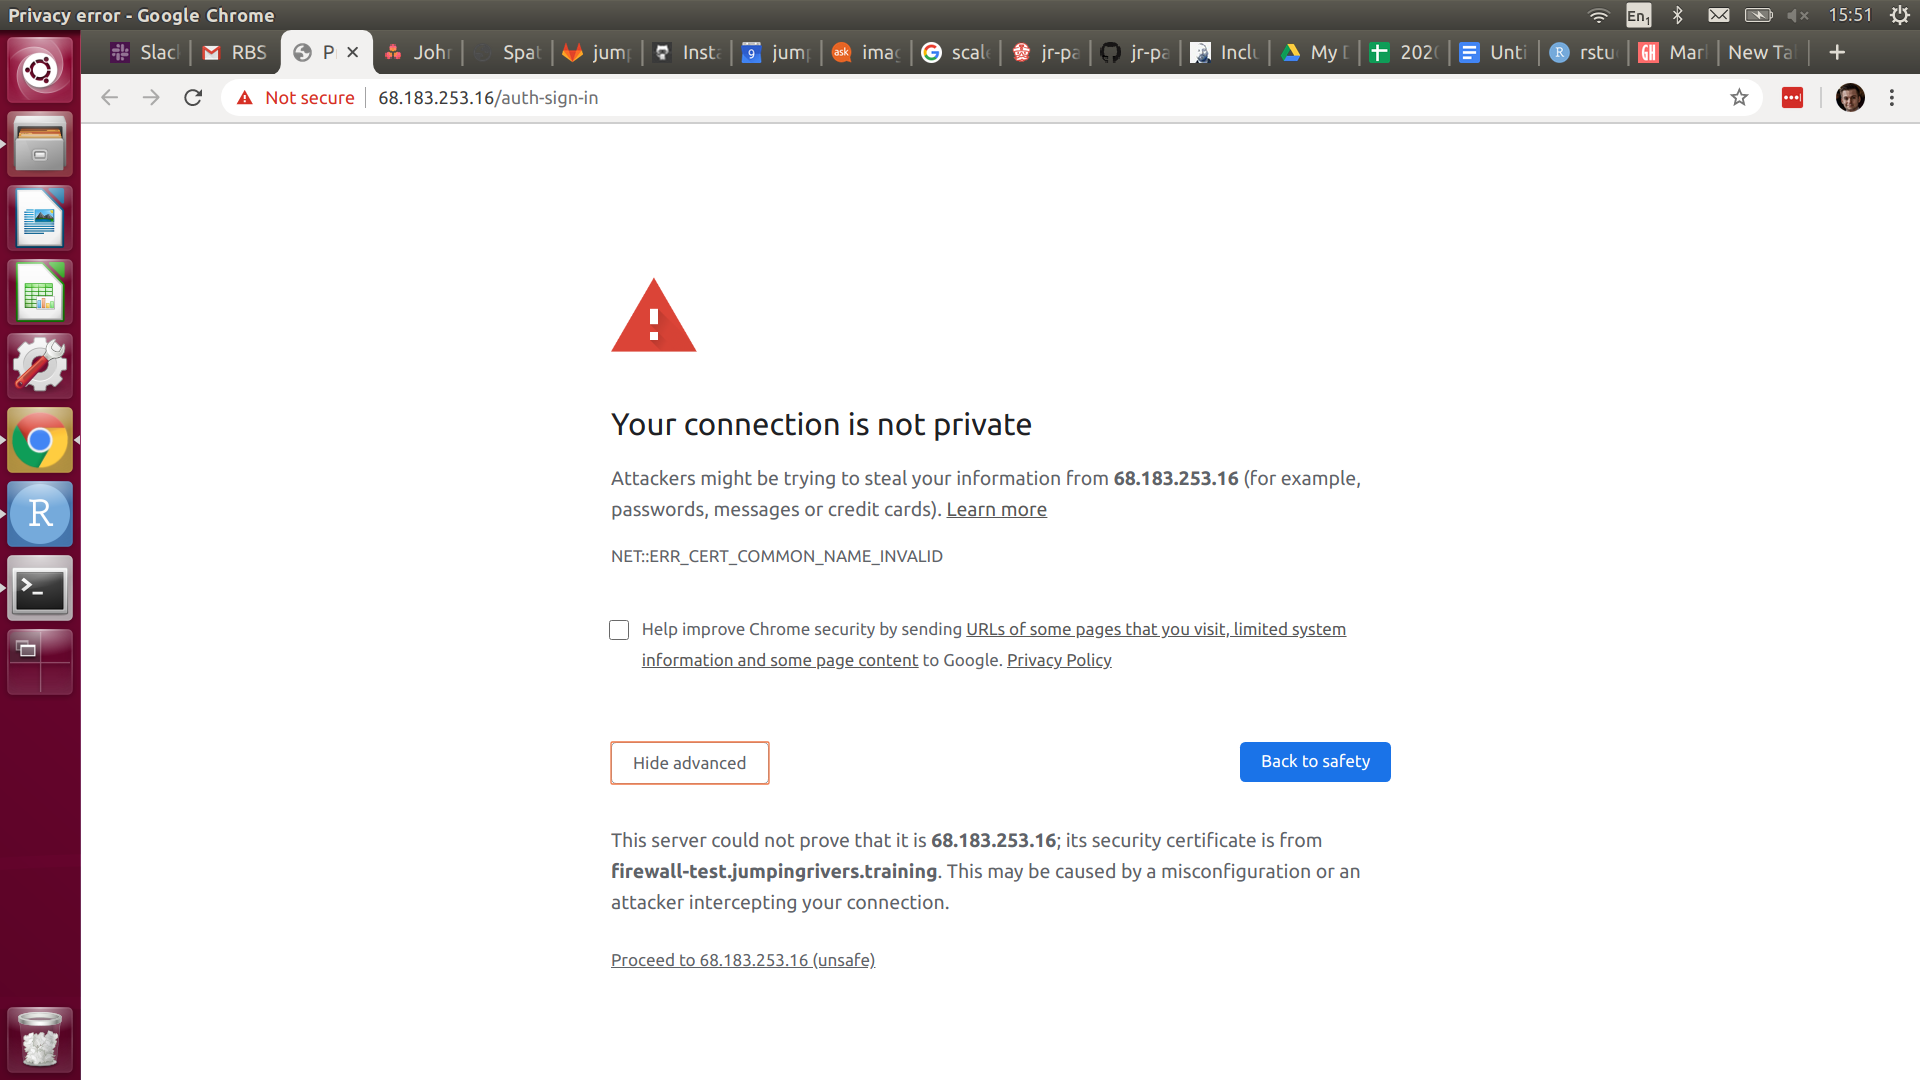 Privacy error - Google Chrome
En1
15:51
Slac
RBS
P
John
Spat
jump
Insta
9
jump
ask
imag
scale
jr-pa
jr-pa
Inclu
My D
202
Unti
R
rstu
GH
Mar
New Ta
Not secure
68.183.253.16/auth-sign-in
Your connection is not private
Attackers might be trying to steal your information from 68.183.253.16 (for example,
passwords, messages or credit cards). Learn more
NET::ERR_CERT_COMMON_NAME_INVALID
Help improve Chrome security by sending URLs of some pages that you visit, limited system
information and some page content to Google. Privacy Policy
Hide advanced
Back to safety
This server could not prove that it is 68.183.253.16; its security certificate is from
firewall-test.jumpingrivers.training. This may be caused by a misconfiguration or an
attacker intercepting your connection.
Proceed to 68.183.253.16 (unsafe)
R